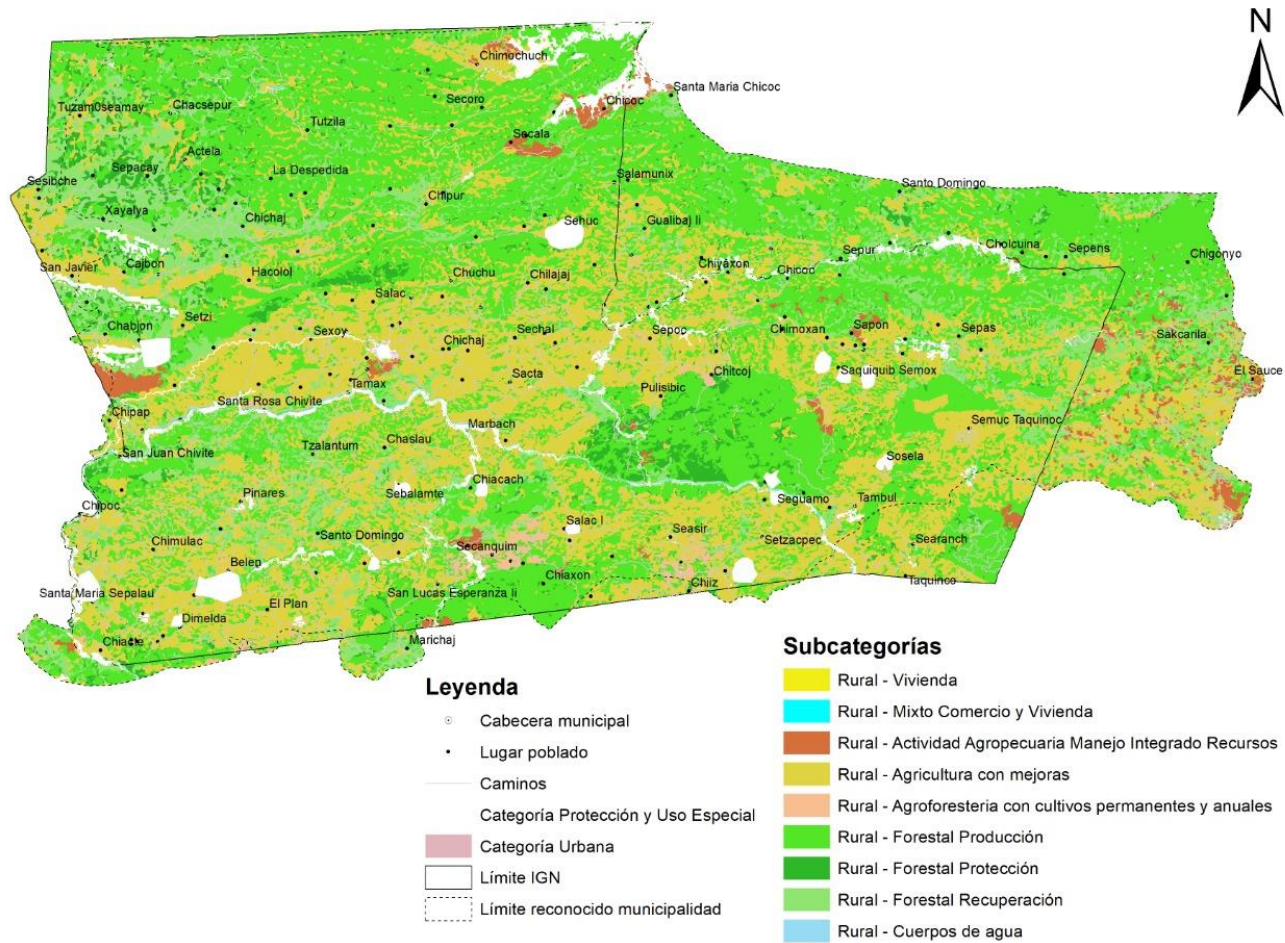 N
Chimochuch
Santa Maria Chicoc
Chicoc
Secoro
Tuzam0seamay
Chacsepur
Tutzila
Secala
Actela
Sepacay
La Despedida
Salamunix
Santo Domingo
Sesibche
Chipur
Xayalya
Chichaj
Sehuc
Gualibaj Ii
Sepur
Cholcuina
Sepens
San Javier
Cajbon
Hacolol
Chuchu
Chilajaj
Chiyaxon
Chicoc
Chigonyo
Salac
Setzi
Chabjon
Sexoy
Sechal
Sepoc
Chimoxan
Sapon
Sepas
Sakcarila
Chichaj
Tamax
Sacta
Chitcoj
Saquiquib Semox
El Sauce
Pulisibic
Santa Rosa Chivite
Chipap
Marbach
Semuc Taquinoc
Tzalantum
Chaslau
San Juan Chivite
Sosela
Sebalamte
Chiacach
Pinares
Seguamo
Tambul
Chipoc
Santo Domingo
Salac I
Seasir
Chimulac
Secanquim
Setzacpec
Searanch
Belep
Chiaxon
Chiiz
Taquinco
Santa Maria Sepalau
San Lucas Esperanza Ii
El Plan
Dimelda
Chiacte
Marichaj
Leyenda
Cabecera municipal
Lugar poblado
Caminos
Categoría Protección y Uso Especial
Categoría Urbana
Límite IGN
Límite reconocido municipalidad
Subcategorías
Rural - Vivienda
Rural - Mixto Comercio y Vivienda
Rural - Actividad Agropecuaria Manejo Integrado Recursos
Rural - Agricultura con mejoras
Rural - Agroforesteria con cultivos permanentes y anuales
Rural - Forestal Producción
Rural - Forestal Protección
Rural - Forestal Recuperación
Rural - Cuerpos de agua